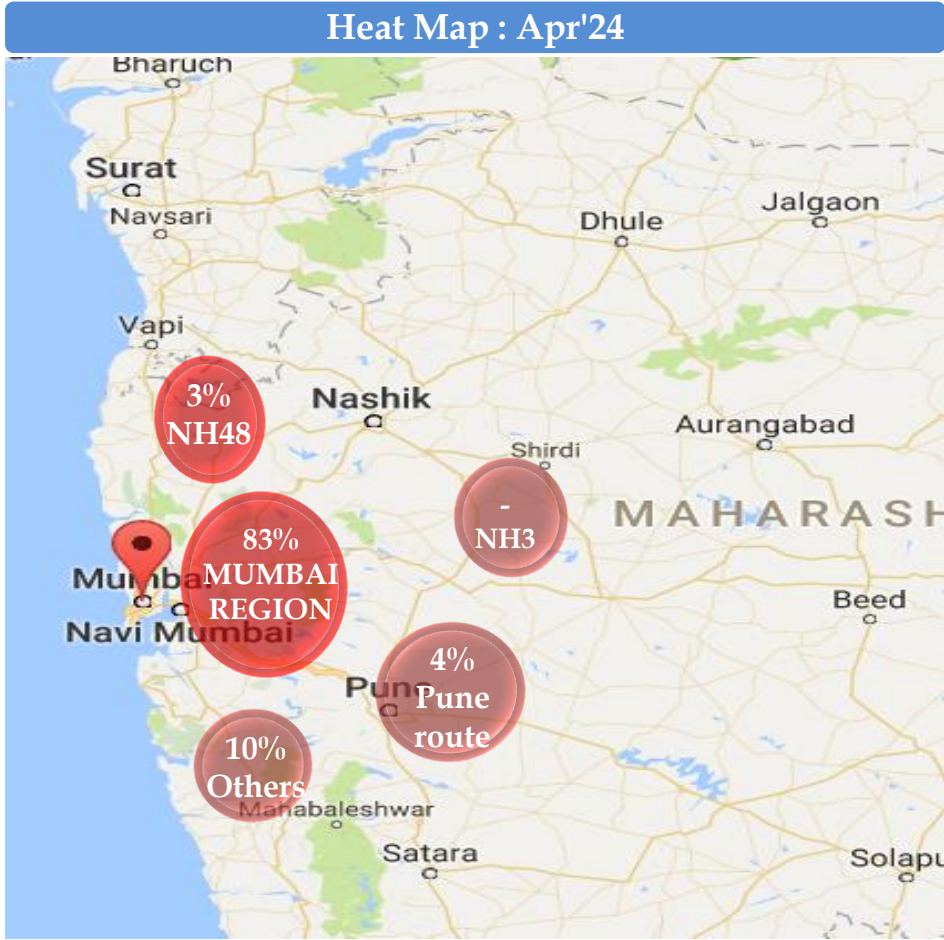 Heat Map : Apr'24
Bharuch
Surat
Navsari
Dhule
Jalgaon
Vapi
3%
NH48
Nashik
Aurangabad
Shirdi
-
NH3
MAHARASH
83%
MUMBAI
REGION
Mumbai
Navi Mumbai
Beed
4%
Pune
route
Pune
10%
Others
Mahabaleshwar
Satara
Solapu